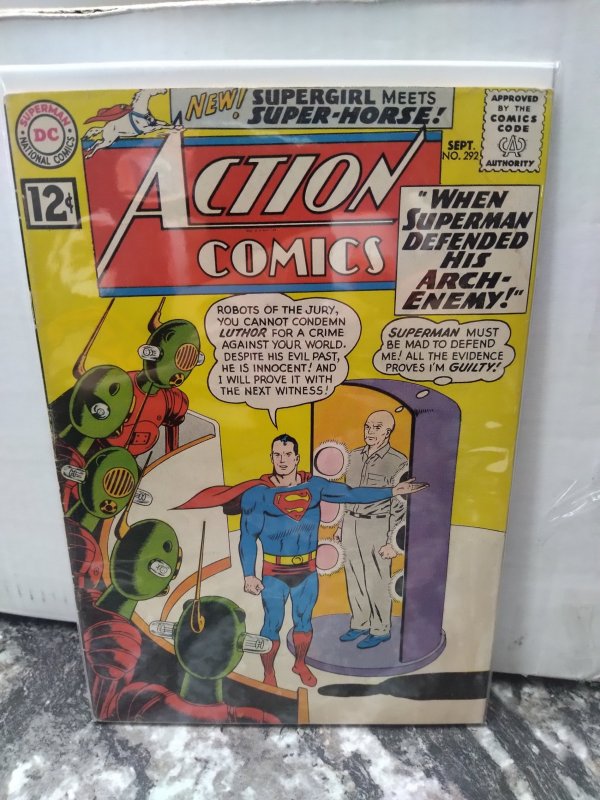 NEW! SUPERGIRL MEETS
SUPER-HORSE!
SUPERMAN
DC
NATIONAL COMICS
APPROVED
BY THE
COMICS
CODE
CA
AUTHORITY
SEPT.
NO. 292
12¢
ACTION
COMICS
"WHEN
SUPERMAN
DEFENDED
HIS
ARCH-
ENEMY!"
ROBOTS OF THE JURY,
YOU CANNOT CONDEMN
LUTHOR FOR A CRIME
AGAINST YOUR WORLD.
DESPITE HIS EVIL PAST,
HE IS INNOCENT! AND
I WILL PROVE IT WITH
THE NEXT WITNESS!
SUPERMAN MUST
BE MAD TO DEFEND
ME! ALL THE EVIDENCE
PROVES I'M GUILTY!
S